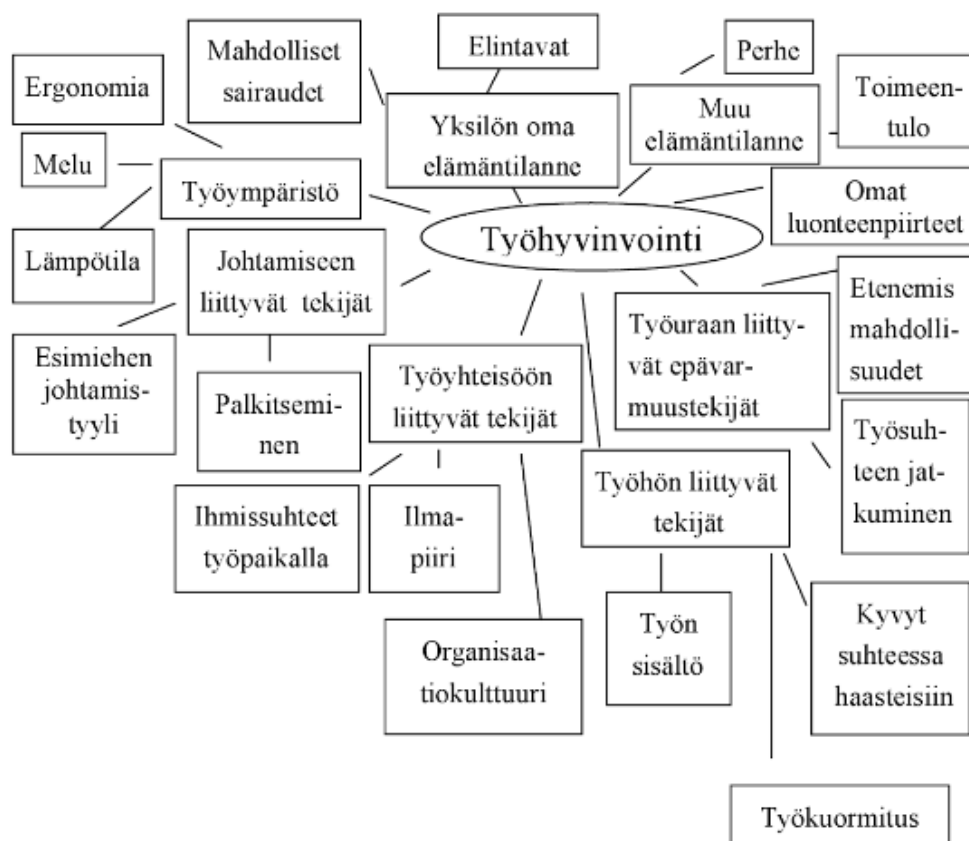 Elintavat
Perhe
Mahdolliset
sairaudet
Ergonomia
Toimeen-
tulo
Muu
elämäntilanne
Yksilön oma
elämäntilanne
Melu
Työympäristö
Omat
luonteenpiirteet
Työhyvinvointi
Lämpötila
Johtamiseen
liittyvät tekijät
Etenemis
mahdolli-
suudet
Työuraan liitty-
vät epävar-
muustekijät
Esimiehen
johtamis-
tyyli
Työyhteisöön
liittyvät tekijät
Palkitsemi-
nen
Työsuh-
teen jat-
kuminen
Työhön liittyvät
tekijät
Ihmissuhteet
työpaikalla
Ilma-
piiri
Työn
sisältö
Kyvyt
suhteessa
haasteisiin
Organisaa-
tiokulttuuri
Työkuormitus